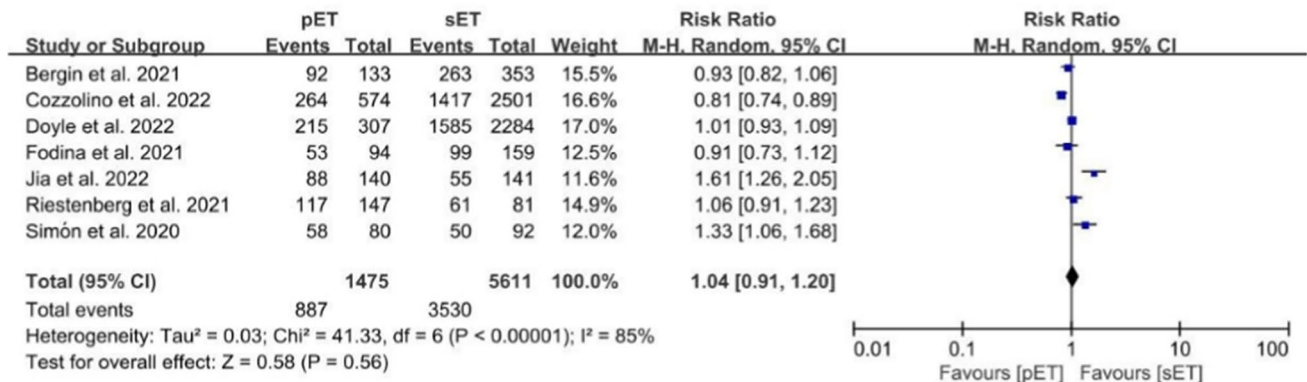 pET sET Risk Ratio Risk Ratio
Study or Subgroup Events Total Events Total Weight M-H. Random. 95% CI M-H. Random. 95% CI
Bergin et al. 2021 92 133 263 353 15.5% 0.93 [0.82, 1.06]
Cozzolino et al. 2022 264 574 1417 2501 16.6% 0.81 [0.74, 0.89]
Doyle et al. 2022 215 307 1585 2284 17.0% 1.01 [0.93, 1.09]
Fodina et al. 2021 53 94 99 159 12.5% 0.91 [0.73, 1.12]
Jia et al. 2022 88 140 55 141 11.6% 1.61 [1.26, 2.05]
Riestenberg et al. 2021 117 147 61 81 14.9% 1.06 [0.91, 1.23]
Simón et al. 2020 58 80 50 92 12.0% 1.33 [1.06, 1.68]
Total (95% CI) 1475 5611 100.0% 1.04 [0.91, 1.20]
Total events 887 3530
Heterogeneity: Tau² = 0.03; Chi² = 41.33, df = 6 (P < 0.00001); I² = 85%
Test for overall effect: Z = 0.58 (P = 0.56)
0.01 0.1 1 10 100
Favours [pET] Favours [sET]